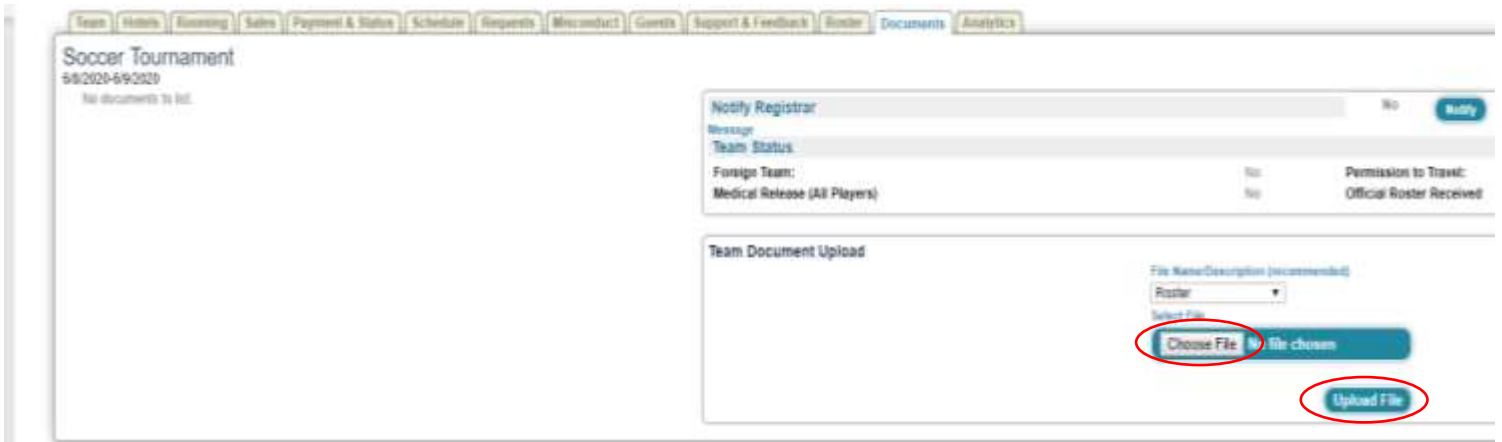 Team Hotels Rooming Sales Payment & Status Schedule Requests Misconduct Guests Support & Feedback Roster Documents Analytics
Soccer Tournament
6/8/2020-6/9/2020
No documents to list.
Notify Registrar No Notify
Message
Team Status
Foreign Team: No Permission to Travel:
Medical Release (All Players) No Official Roster Received
Team Document Upload
File Name/Description (recommended)
Roster
Select File
Choose File No file chosen
Upload File